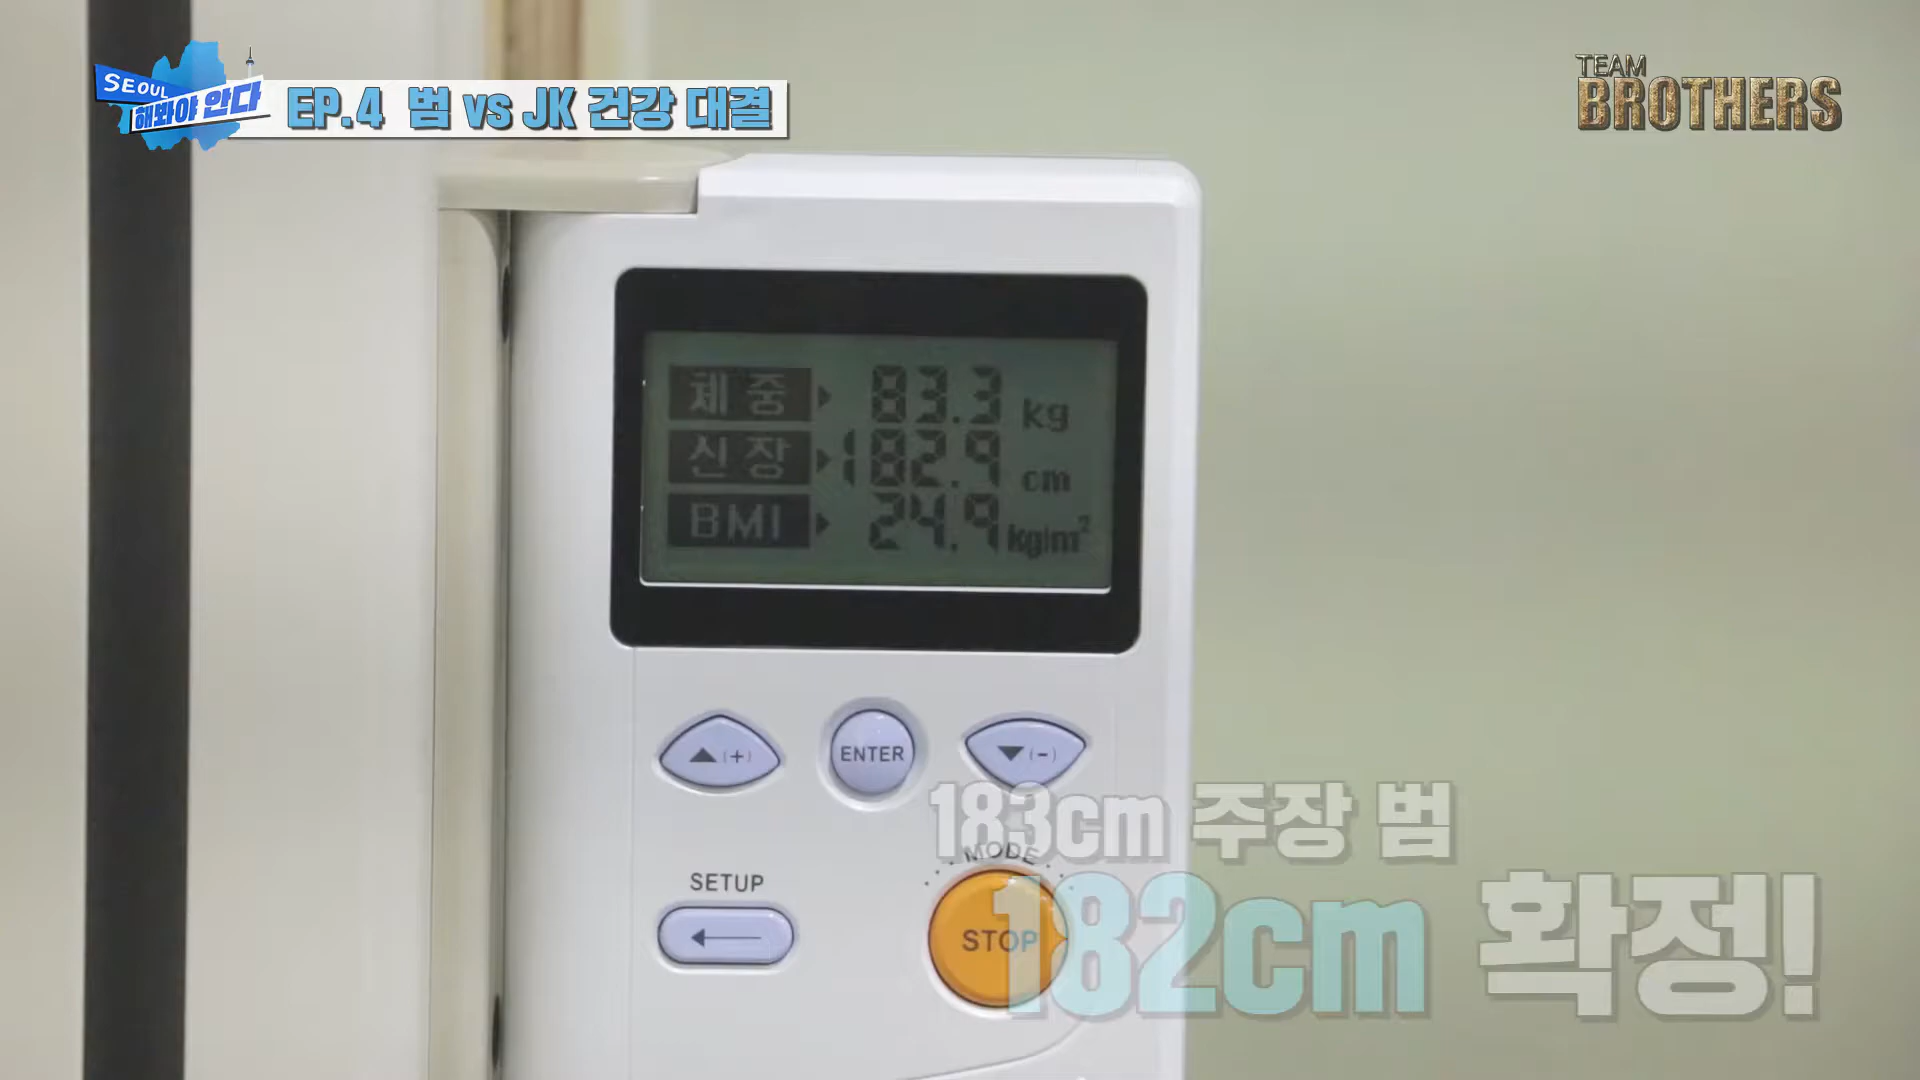 SEOUL
해봐야 안다
EP.4 범 vs JK 건강 대결
TEAM
BROTHERS
체중 ▶ 83.3 kg
신장 ▶ 182.9 cm
BMI ▶ 24.9 kg/m²
▲(+) ENTER ▼(-)
183cm 주장 범
MODE
SETUP
182cm 확정!
STOP
←